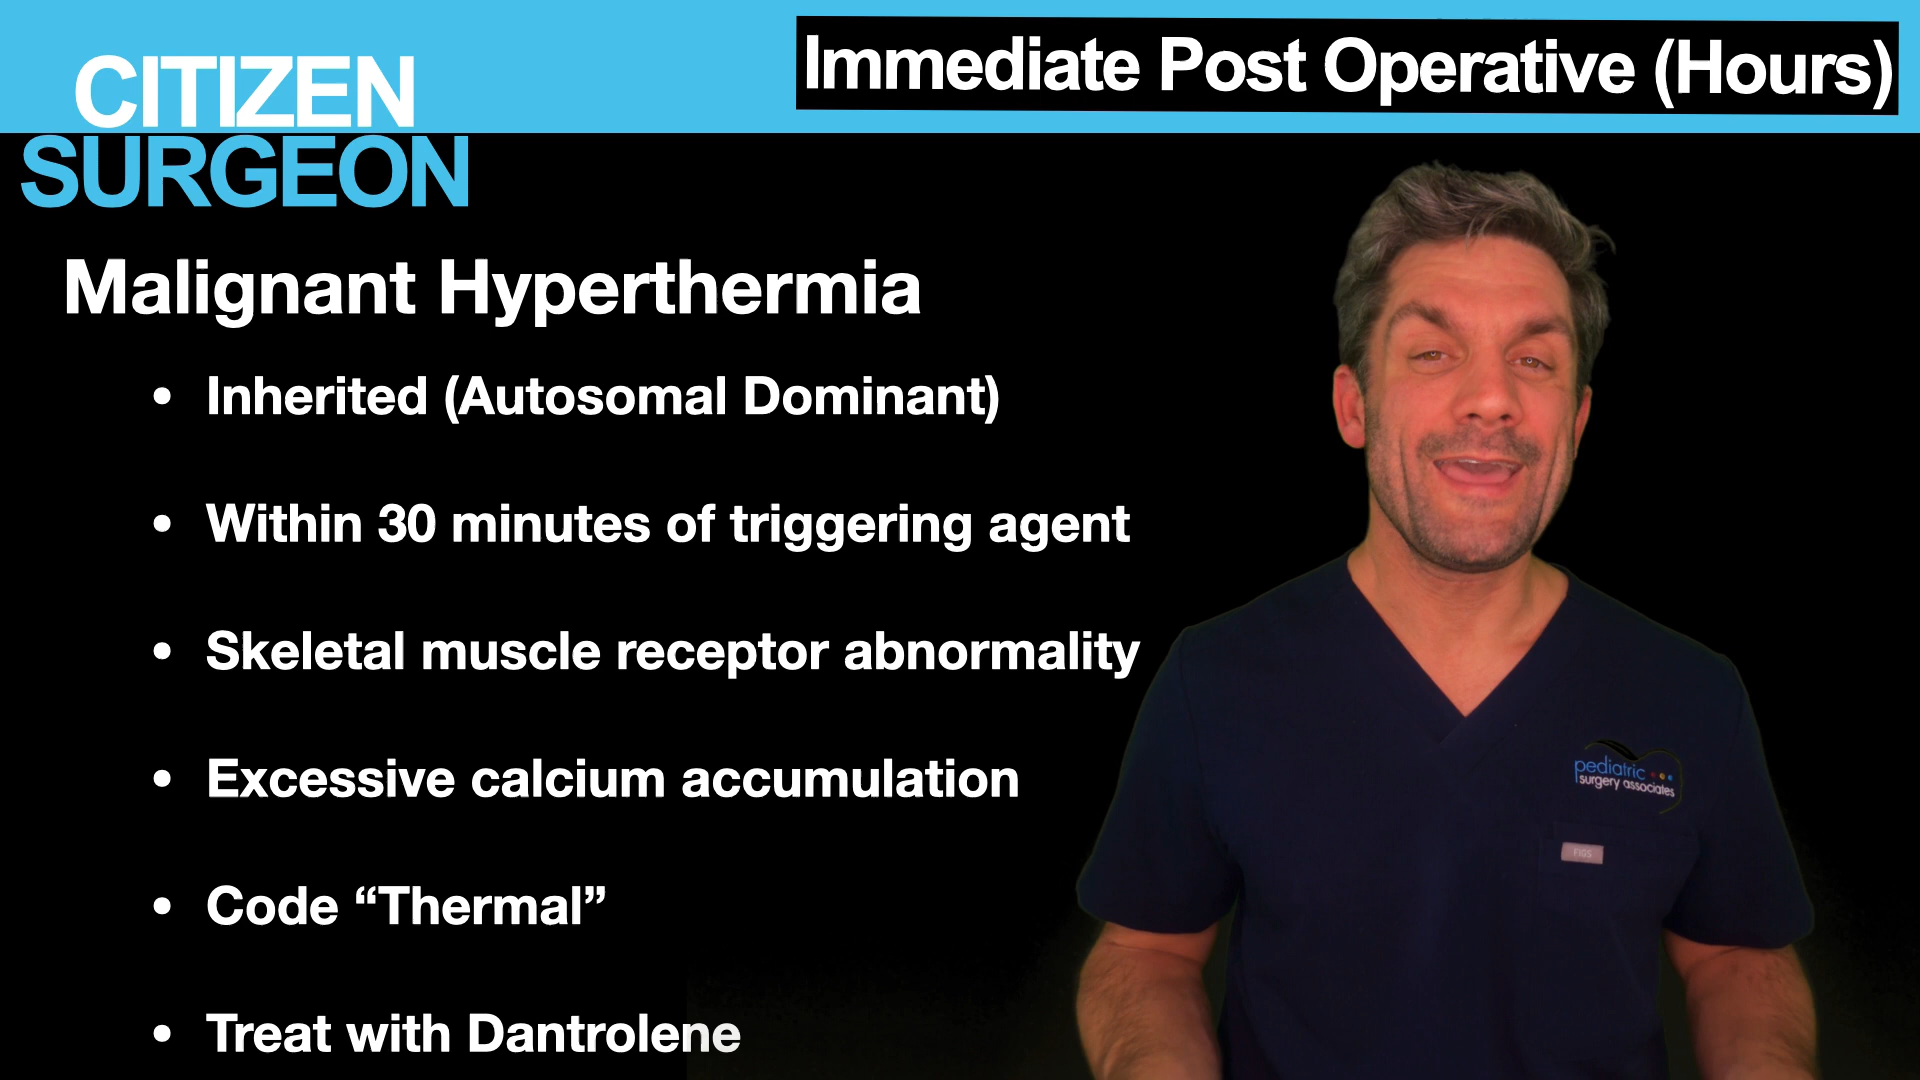 CITIZEN
SURGEON
Immediate Post Operative (Hours)
Malignant Hyperthermia
• Inherited (Autosomal Dominant)
• Within 30 minutes of triggering agent
• Skeletal muscle receptor abnormality
• Excessive calcium accumulation
• Code “Thermal”
• Treat with Dantrolene
pediatric
surgery associates
FIGS